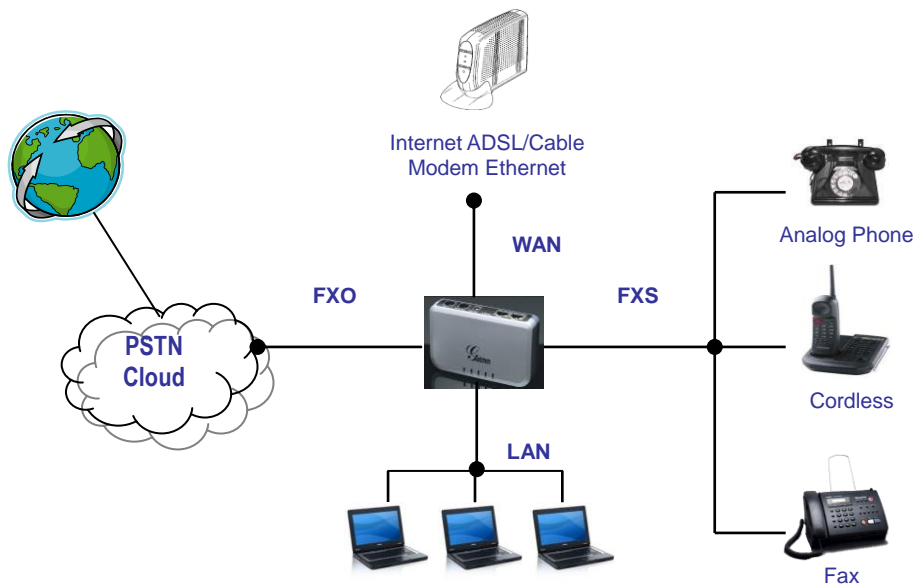 Internet ADSL/Cable
Modem Ethernet
WAN
FXO
FXS
Analog Phone
PSTN
Cloud
Cordless
LAN
Fax